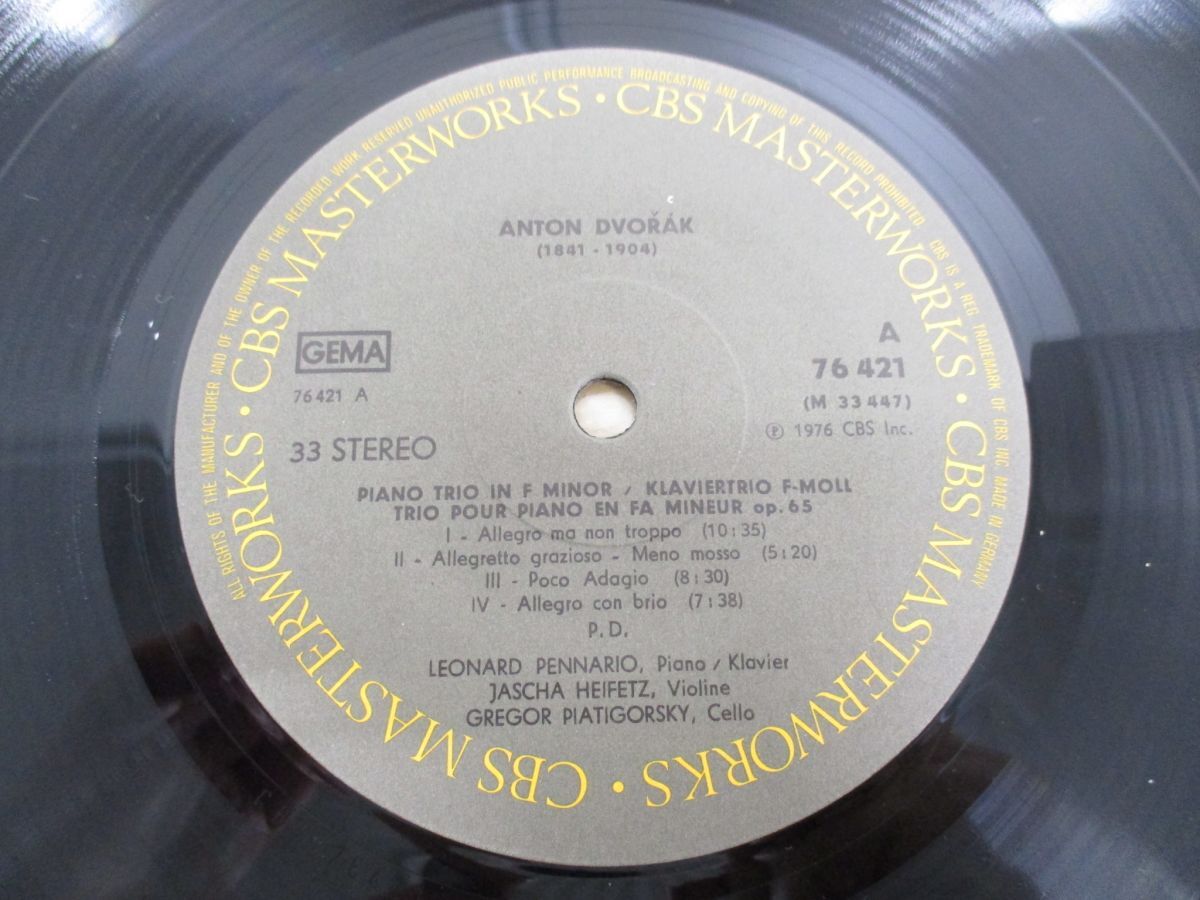 ALL RIGHTS OF THE MANUFACTURER AND OF THE OWNER OF THE RECORDED WORK RESERVED UNAUTHORIZED PUBLIC PERFORMANCE BROADCASTING AND COPYING OF THIS RECORD PROHIBITED. CBS IS A REG. TRADEMARK OF CBS INC. MADE IN GERMANY
CBS MASTERWORKS · CBS MASTERWORKS · CBS MASTERWORKS · CBS MASTERWORKS ·
ANTON DVOŘÁK
(1841 - 1904)
GEMA
76 421 A
33 STEREO
A
76 421
(M 33 447)
℗ 1976 CBS Inc.
PIANO TRIO IN F MINOR / KLAVIERTRIO F-MOLL
TRIO POUR PIANO EN FA MINEUR op. 65
I - Allegro ma non troppo (10:35)
II - Allegretto grazioso - Meno mosso (5:20)
III - Poco Adagio (8:30)
IV - Allegro con brio (7:38)
P.D.
LEONARD PENNARIO, Piano / Klavier
JASCHA HEIFETZ, Violine
GREGOR PIATIGORSKY, Cello